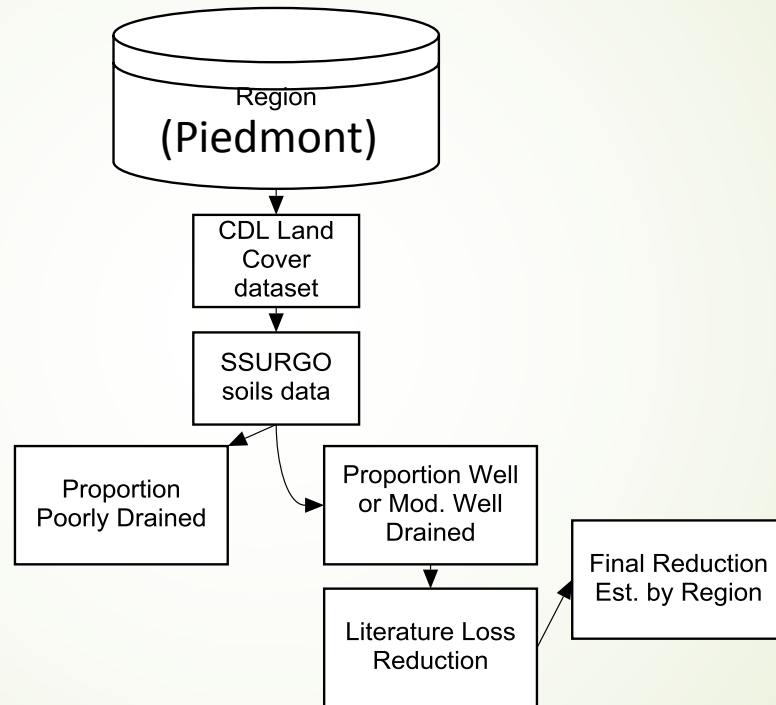 Region
(Piedmont)
CDL Land
Cover
dataset
SSURGO
soils data
Proportion
Poorly Drained
Proportion Well
or Mod. Well
Drained
Literature Loss
Reduction
Final Reduction
Est. by Region